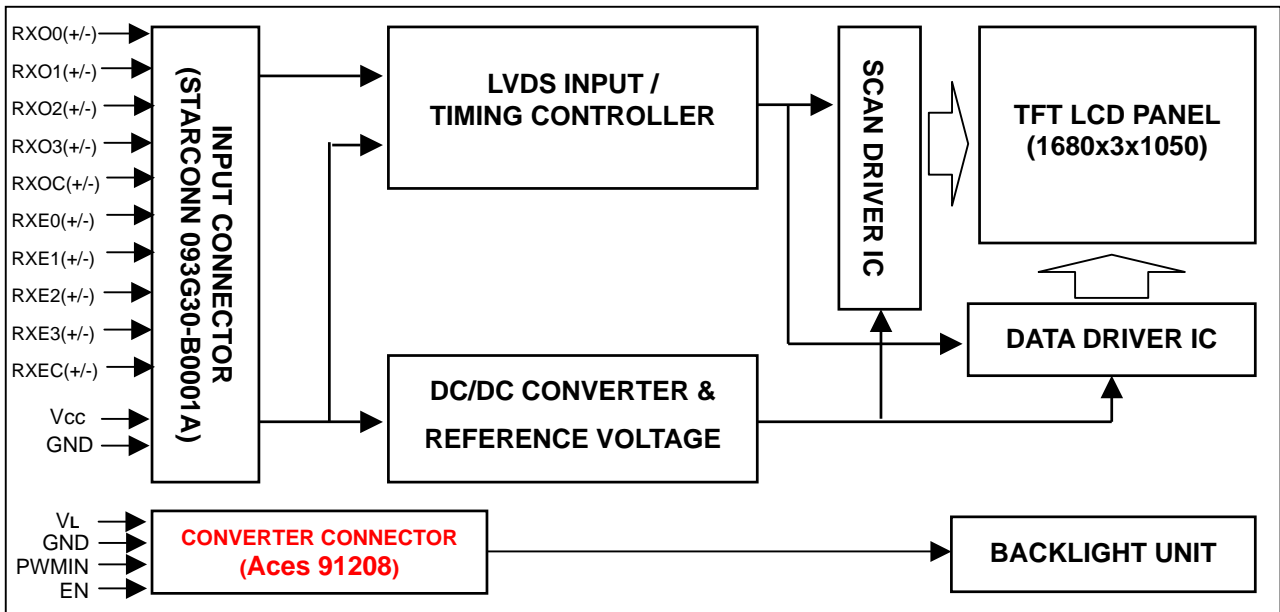 RXO0(+/-)
RXO1(+/-)
RXO2(+/-)
RXO3(+/-)
RXOC(+/-)
RXE0(+/-)
RXE1(+/-)
RXE2(+/-)
RXE3(+/-)
RXEC(+/-)
Vcc
GND
INPUT CONNECTOR
(STARCONN 093G30-B0001A)
LVDS INPUT /
TIMING CONTROLLER
SCAN DRIVER IC
TFT LCD PANEL
(1680x3x1050)
DATA DRIVER IC
DC/DC CONVERTER &
REFERENCE VOLTAGE
VL
GND
PWMIN
EN
CONVERTER CONNECTOR
(Aces 91208)
BACKLIGHT UNIT